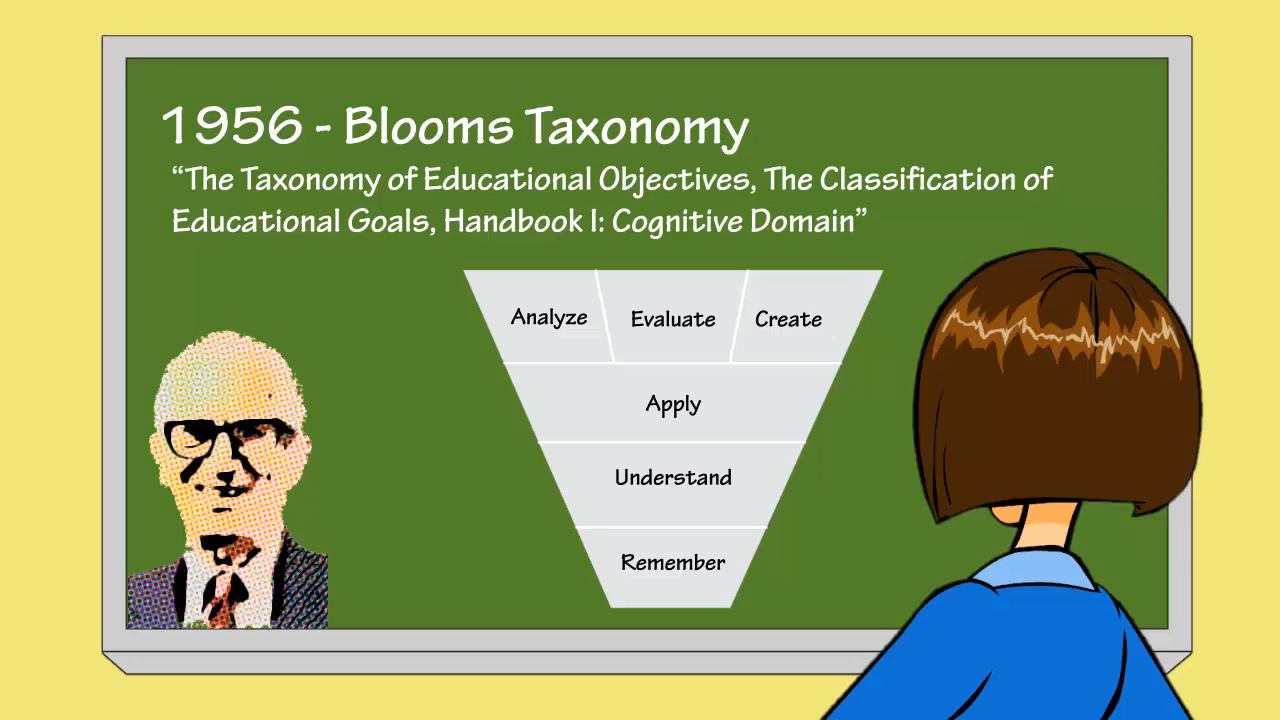 1956 - Blooms Taxonomy
“The Taxonomy of Educational Objectives, The Classification of
Educational Goals, Handbook I: Cognitive Domain”
Analyze Evaluate Create
Apply
Understand
Remember